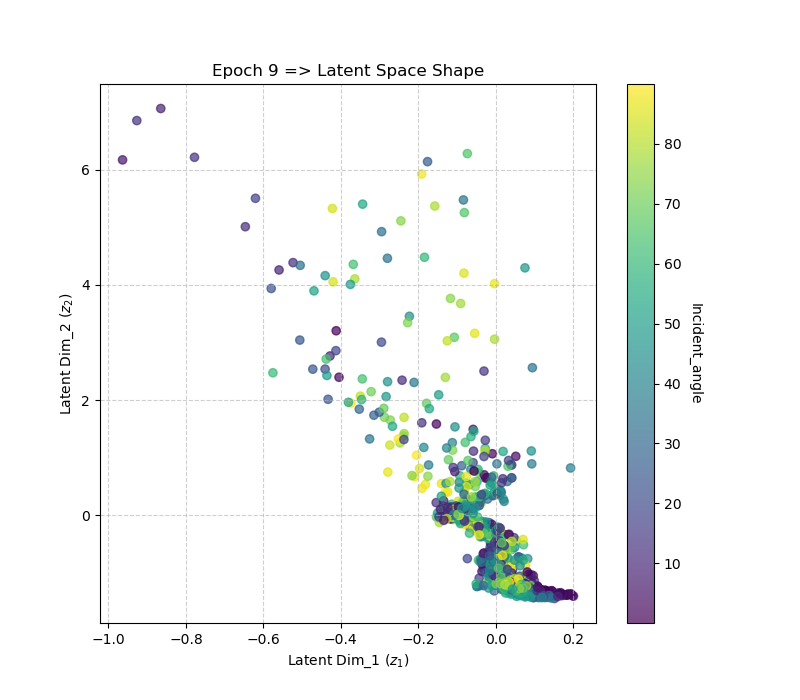 Epoch 9 => Latent Space Shape
Latent Dim_2 (z₂)
6
4
2
0
−1.0 −0.8 −0.6 −0.4 −0.2 0.0 0.2
Latent Dim_1 (z₁)
80
70
60
50
40
30
20
10
Incident_angle